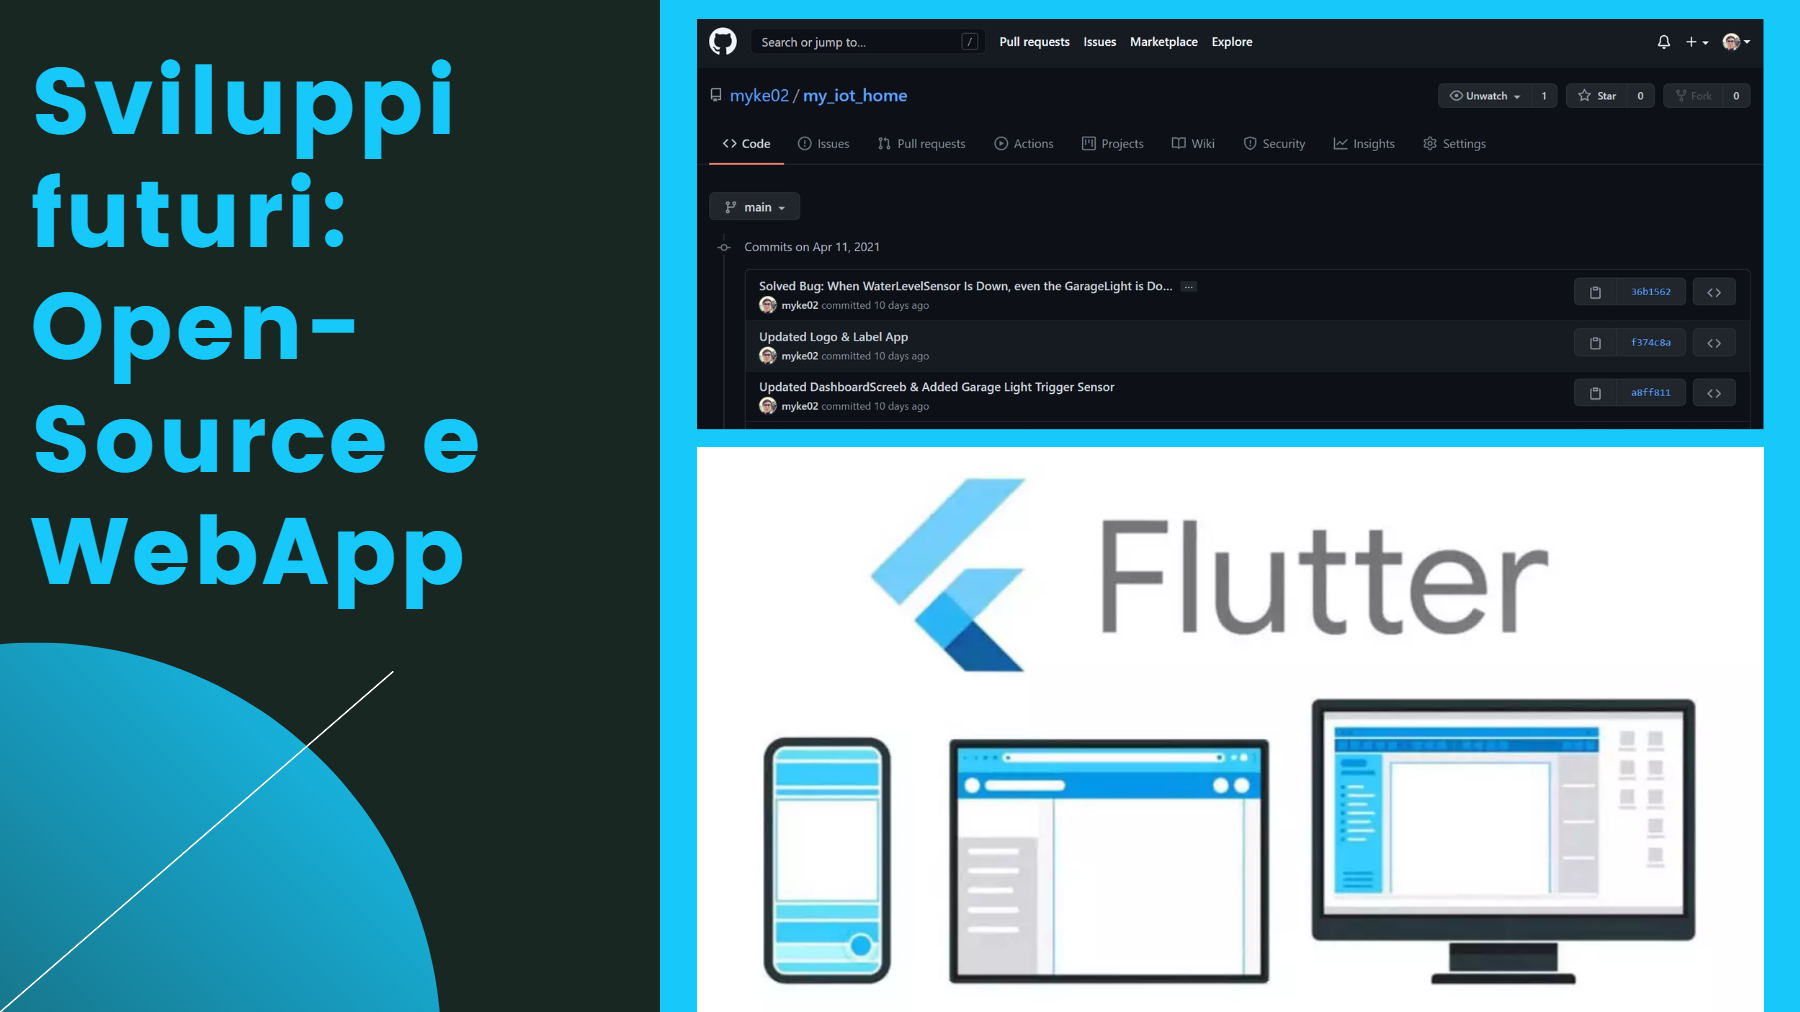 Sviluppi
futuri:
Open-
Source e
WebApp
Search or jump to... /
Pull requests Issues Marketplace Explore
myke02 / my_iot_home
Unwatch 1 Star 0 Fork 0
Code Issues Pull requests Actions Projects Wiki Security Insights Settings
main
Commits on Apr 11, 2021
Solved Bug: When WaterLevelSensor Is Down, even the GarageLight is Do... ...
myke02 committed 10 days ago
36b1562
Updated Logo & Label App
myke02 committed 10 days ago
f374c8a
Updated DashboardScreeb & Added Garage Light Trigger Sensor
myke02 committed 10 days ago
a8ff811
Flutter